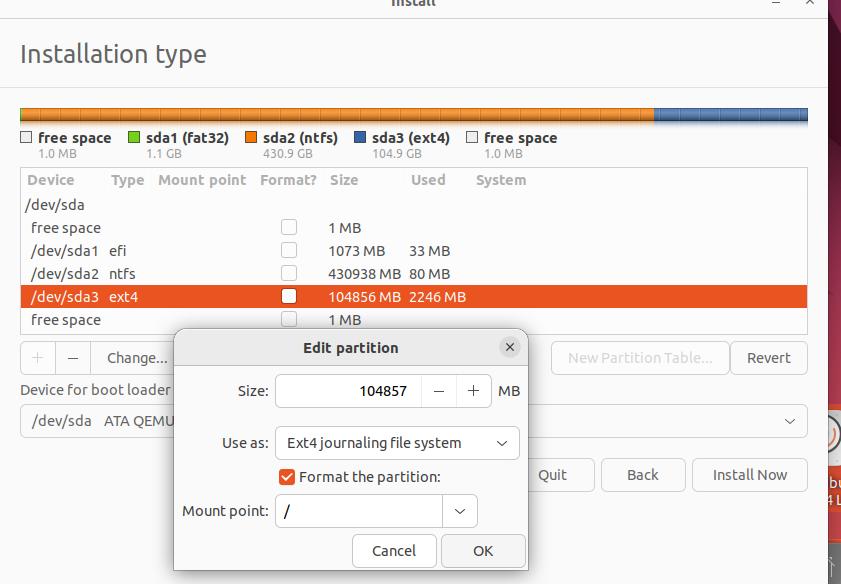 Install
Installation type
free space sda1 (fat32) sda2 (ntfs) sda3 (ext4) free space
1.0 MB 1.1 GB 430.9 GB 104.9 GB 1.0 MB
Device Type Mount point Format? Size Used System
/dev/sda
free space 1 MB
/dev/sda1 efi 1073 MB 33 MB
/dev/sda2 ntfs 430938 MB 80 MB
/dev/sda3 ext4 104856 MB 2246 MB
free space 1 MB
+ − Change... New Partition Table... Revert
Device for boot loader
/dev/sda ATA QEMU
Quit Back Install Now
Edit partition
Size: 104857 − + MB
Use as: Ext4 journaling file system
Format the partition:
Mount point: /
Cancel OK